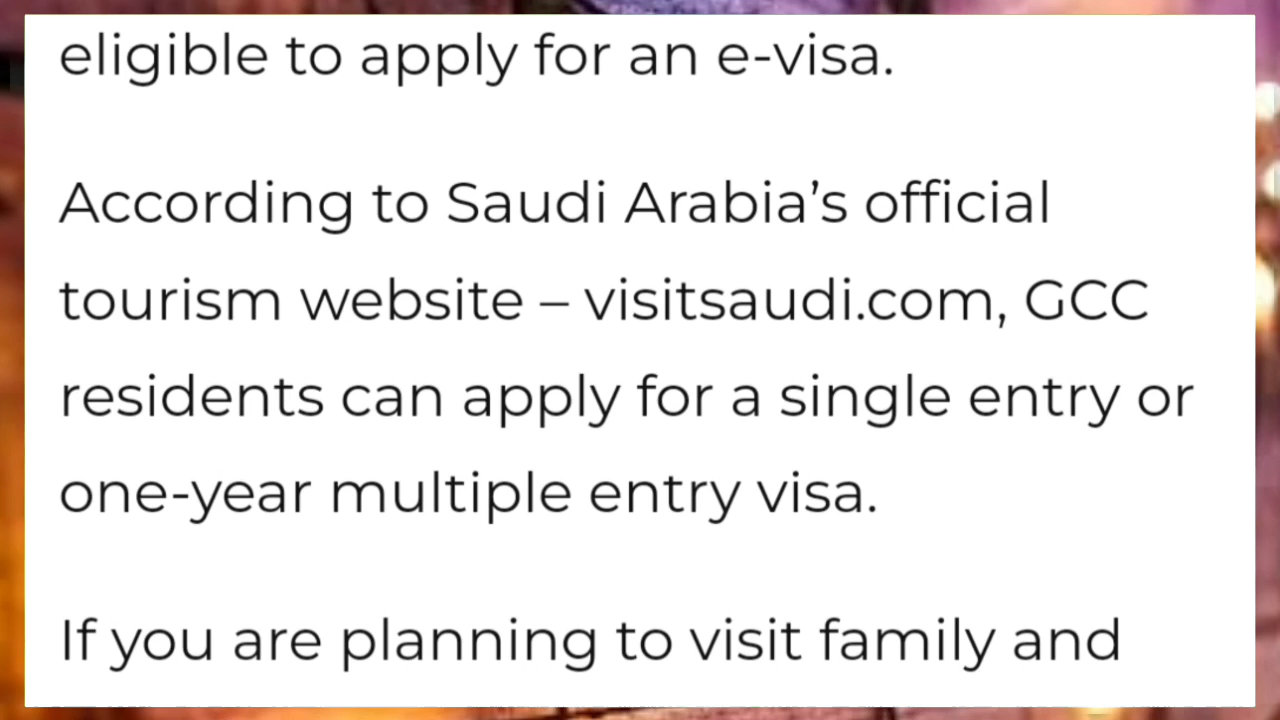 eligible to apply for an e-visa.
According to Saudi Arabia’s official
tourism website – visitsaudi.com, GCC
residents can apply for a single entry or
one-year multiple entry visa.
If you are planning to visit family and